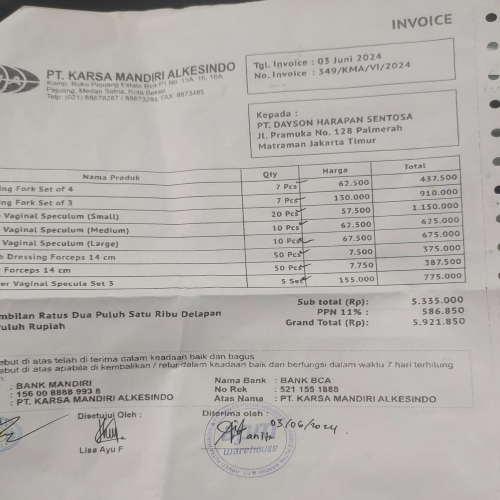 INVOICE
PT. KARSA MANDIRI ALKESINDO
Komp. Ruko Pejuang Estate Blok P1 No. 15A, 16, 16A
Pejuang, Medan Satria, Kota Bekasi
Telp. (021) 88878287 / 88873284, FAX.
Tgl. Invoice : 03 Juni 2024
No. Invoice : 349/KMA/VI/2024
Kepada :
PT. DAYSON HARAPAN SENTOSA
Jl. Pramuka No. 128 Palmerah
Matraman Jakarta Timur
Nama Produk Qty Harga Total
ing Fork Set of 4 7 Pcs 62.500 437.500
ing Fork Set of 3 7 Pcs 130.000 910.000
Vaginal Speculum (Small) 20 Pcs 57.500 1.150.000
Vaginal Speculum (Medium) 10 Pcs 62.500 625.000
Vaginal Speculum (Large) 10 Pcs 67.500 675.000
Dressing Forceps 14 cm 50 Pcs 7.500 375.000
Forceps 14 cm 50 Pcs 7.750 387.500
er Vaginal Specula Set 3 5 Set 155.000 775.000
Sub total (Rp): 5.335.000
PPN 11% : 586.850
Grand Total (Rp): 5.921.850
mbilan Ratus Dua Puluh Satu Ribu Delapan
uluh Rupiah
ebut di atas telah di terima dalam keadaan baik dan bagus
ebut di atas apabila di kembalikan / retur dalam keadaan baik dan berfungsi dalam waktu 7 hari terhitung
: BANK MANDIRI
: 156 00 8888 993 8
: PT. KARSA MANDIRI ALKESINDO
Nama Bank : BANK BCA
No Rek : 521 155 1888
Atas Nama : PT. KARSA MANDIRI ALKESINDO
Disetujui Oleh :
Diterima oleh :
03/06/2024
Lisa Ayu F
warehouse